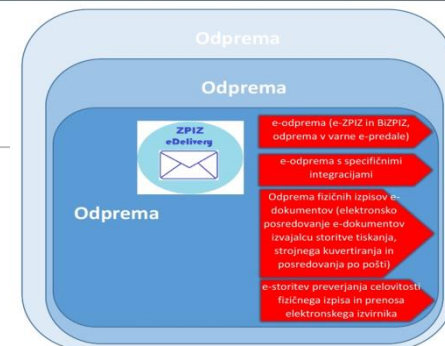 Odprema
Odprema
ZPIZ
eDelivery
Odprema
e-odprema (e-ZPIZ in BiZPIZ,
odprema v varne e-predale)
e-odprema s specifičnimi
integracijami
Odprema fizičnih izpisov e-
dokumentov (elektronsko
posredovanje e-dokumentov
izvajalcu storitve tiskanja,
strojnega kuvertiranja in
posredovanja po pošti)
e-storitev preverjanja celovitosti
fizičnega izpisa in prenosa
elektronskega izvirnika